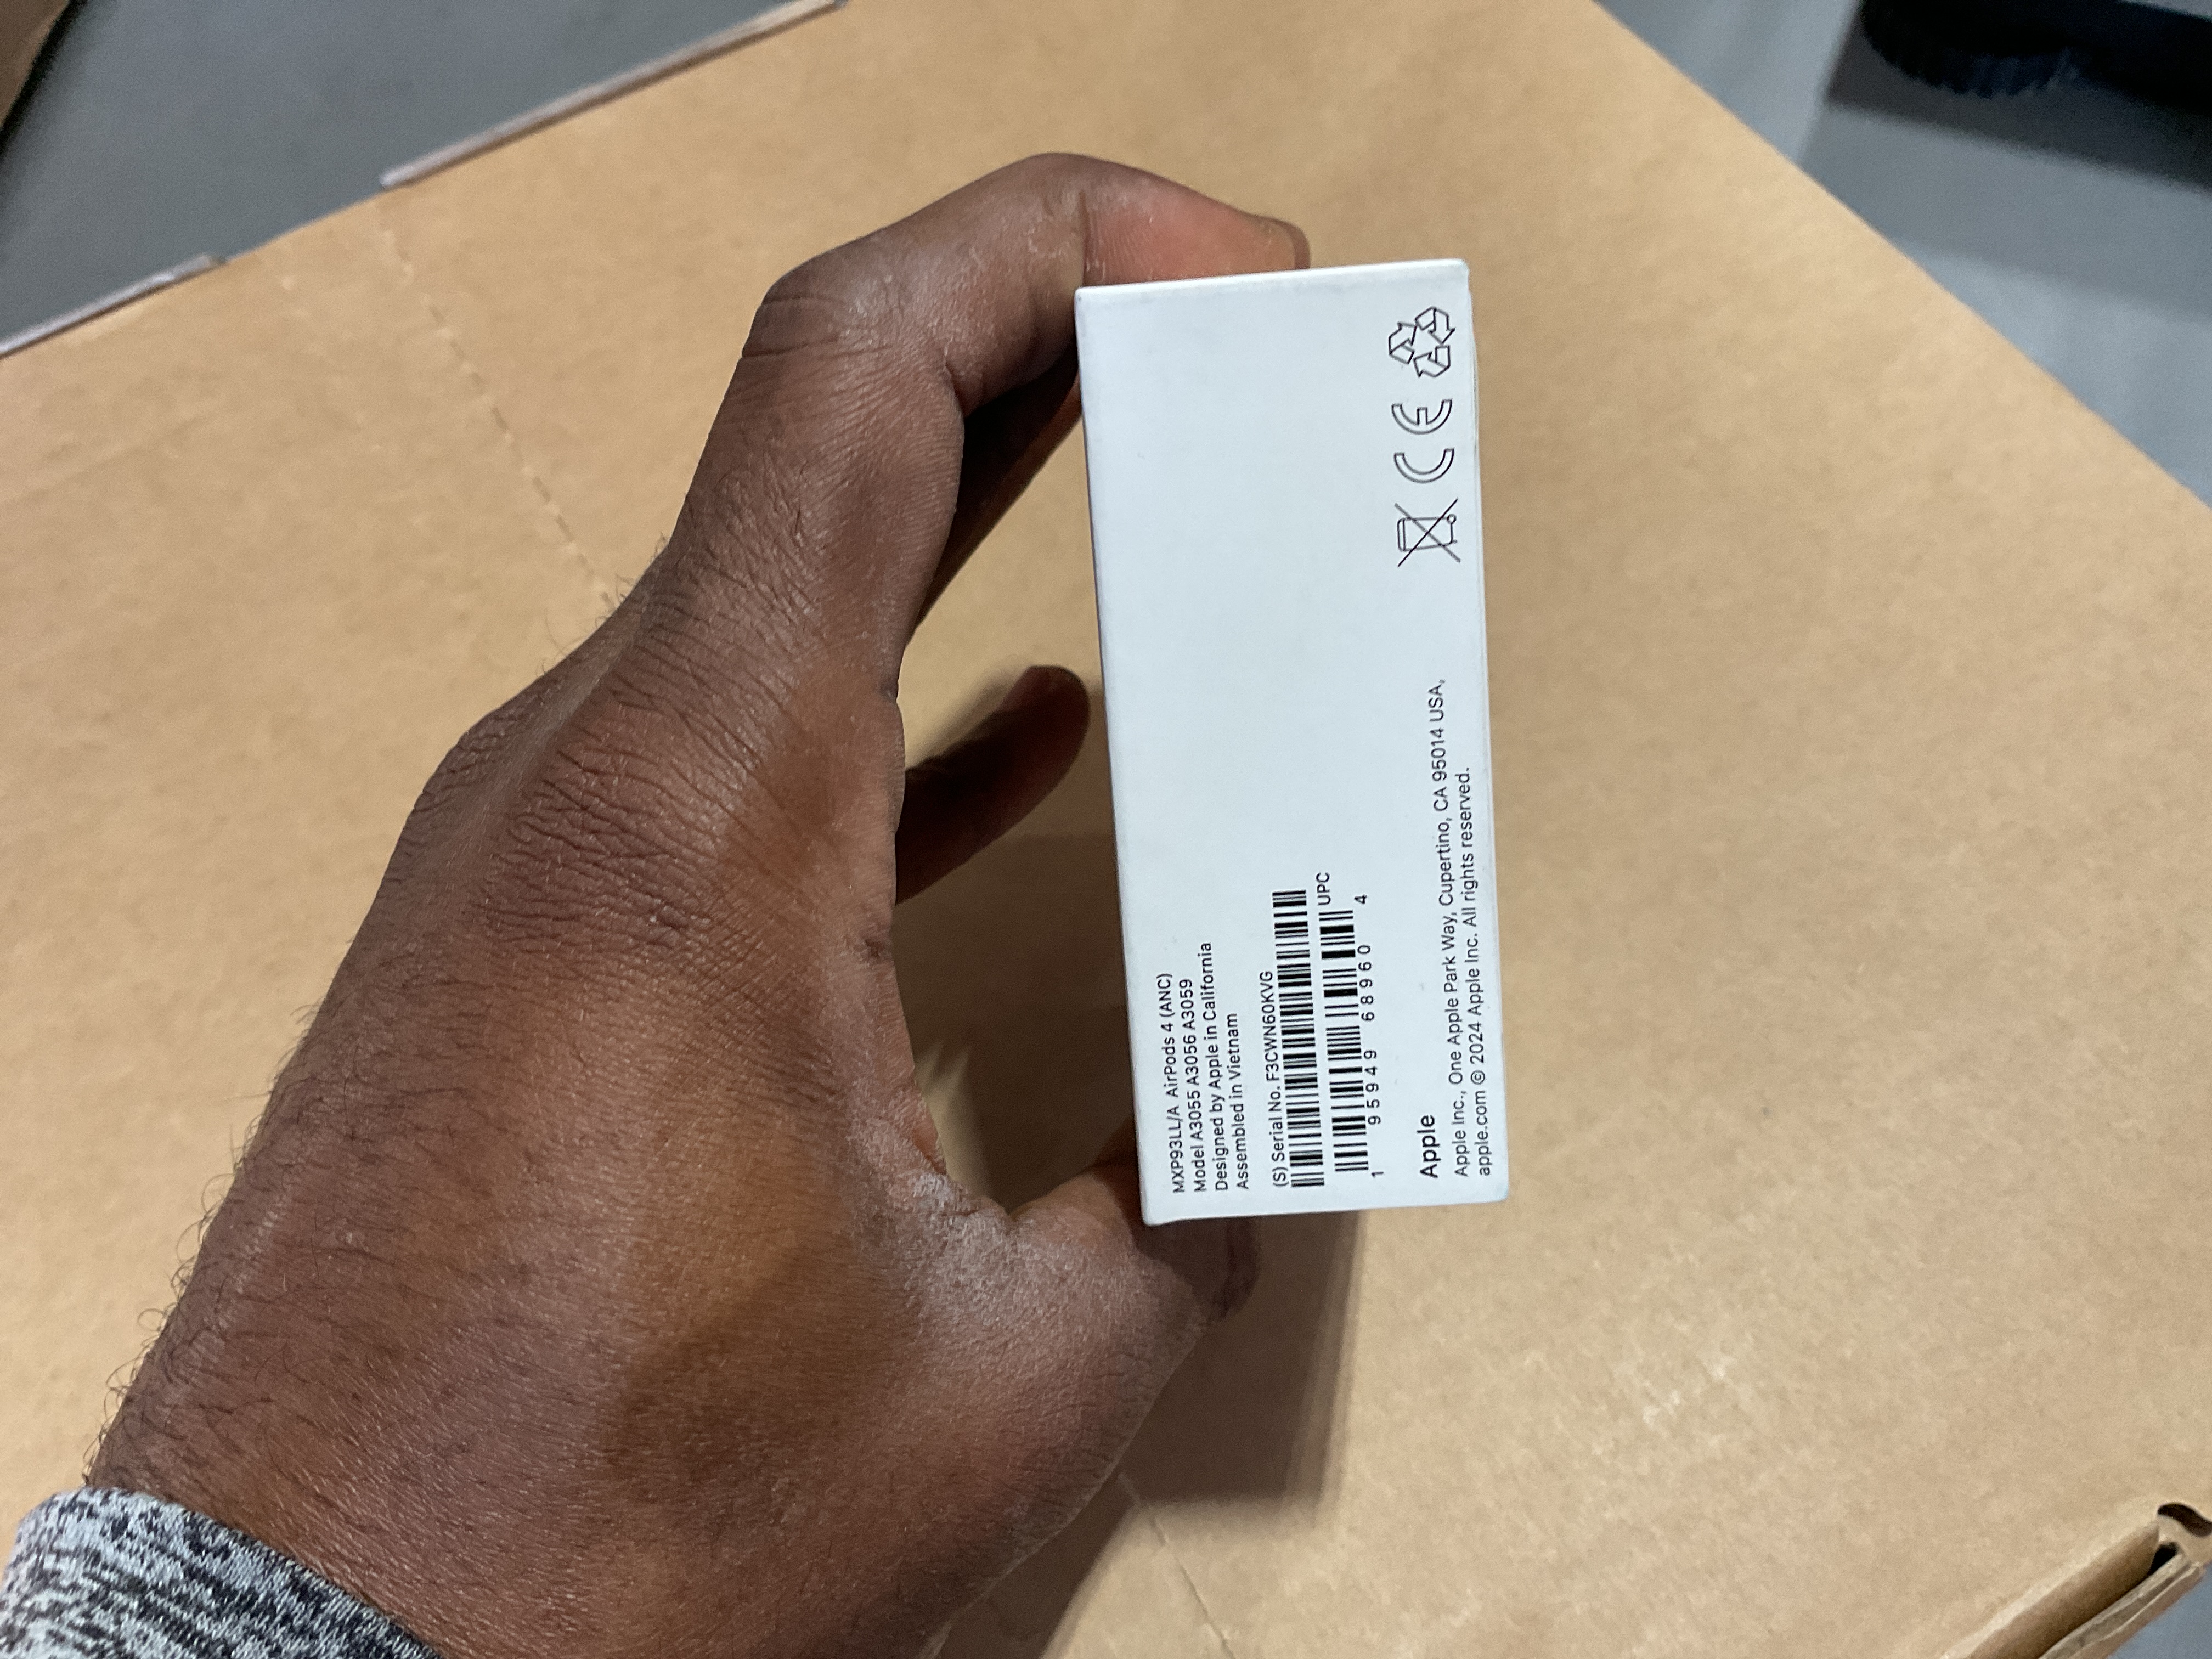 MXP93LL/A AirPods 4 (ANC)
Model A3055 A3056 A3059
Designed by Apple in California
Assembled in Vietnam
(S) Serial No. F3CWN60KVG
UPC
1 95949 68960 4
Apple
Apple Inc., One Apple Park Way, Cupertino, CA 95014 USA,
apple.com © 2024 Apple Inc. All rights reserved.
CE